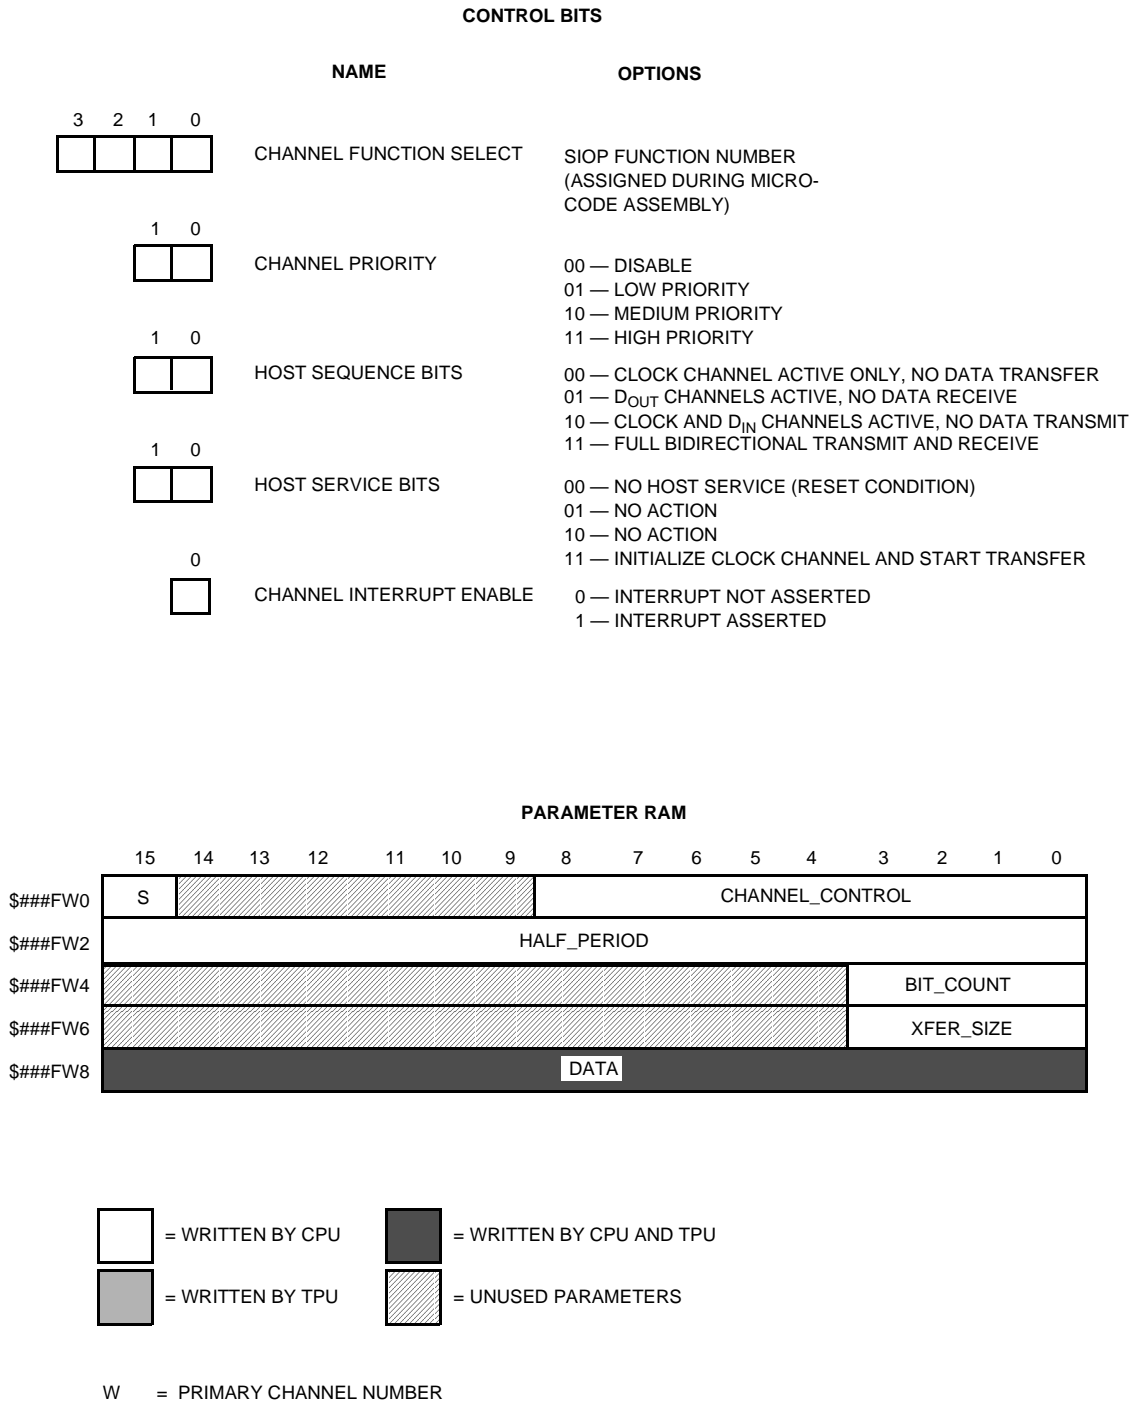 CONTROL BITS
NAME OPTIONS
3 2 1 0
CHANNEL FUNCTION SELECT SIOP FUNCTION NUMBER
(ASSIGNED DURING MICRO-
CODE ASSEMBLY)
1 0
CHANNEL PRIORITY 00 — DISABLE
01 — LOW PRIORITY
10 — MEDIUM PRIORITY
11 — HIGH PRIORITY
1 0
HOST SEQUENCE BITS 00 — CLOCK CHANNEL ACTIVE ONLY, NO DATA TRANSFER
01 — DOUT CHANNELS ACTIVE, NO DATA RECEIVE
10 — CLOCK AND DIN CHANNELS ACTIVE, NO DATA TRANSMIT
11 — FULL BIDIRECTIONAL TRANSMIT AND RECEIVE
1 0
HOST SERVICE BITS 00 — NO HOST SERVICE (RESET CONDITION)
01 — NO ACTION
10 — NO ACTION
11 — INITIALIZE CLOCK CHANNEL AND START TRANSFER
0
CHANNEL INTERRUPT ENABLE 0 — INTERRUPT NOT ASSERTED
1 — INTERRUPT ASSERTED
PARAMETER RAM
15 14 13 12 11 10 9 8 7 6 5 4 3 2 1 0
$###FW0 S CHANNEL_CONTROL
$###FW2 HALF_PERIOD
$###FW4 BIT_COUNT
$###FW6 XFER_SIZE
$###FW8 DATA
= WRITTEN BY CPU = WRITTEN BY CPU AND TPU
= WRITTEN BY TPU = UNUSED PARAMETERS
W = PRIMARY CHANNEL NUMBER